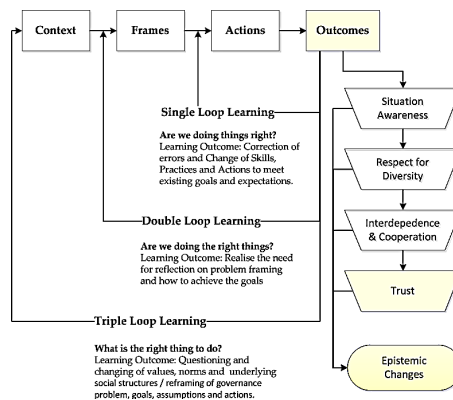 Context
Frames
Actions
Outcomes
Single Loop Learning
Are we doing things right?
Learning Outcome: Correction of
errors and Change of Skills,
Practices and Actions to meet
existing goals and expectations.
Double Loop Learning
Are we doing the right things?
Learning Outcome: Realise the need
for reflection on problem framing
and how to achieve the goals
Triple Loop Learning
What is the right thing to do?
Learning Outcome: Questioning and
changing of values, norms and underlying
social structures / reframing of governance
problem, goals, assumptions and actions.
Situation
Awareness
Respect for
Diversity
Interdepedence
& Cooperation
Trust
Epistemic
Changes